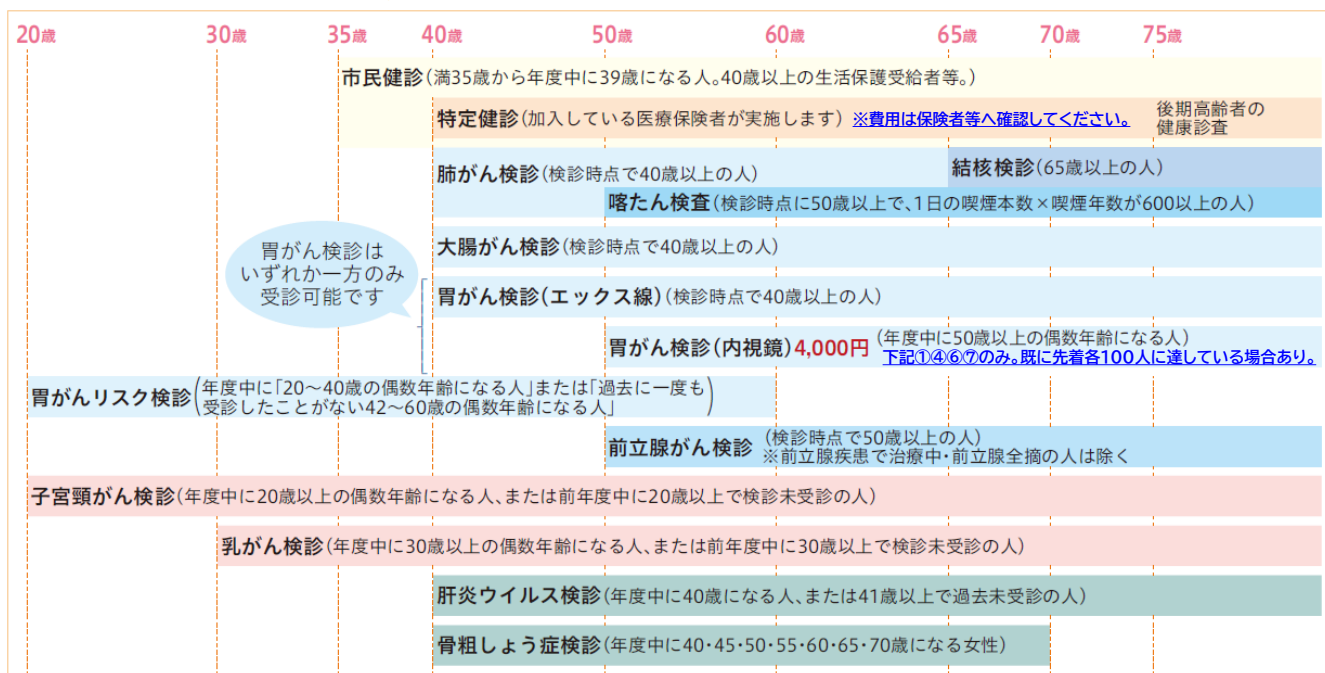 20歳 30歳 35歳 40歳 50歳 60歳 65歳 70歳 75歳
市民健診(満35歳から年度中に39歳になる人。40歳以上の生活保護受給者等。)
特定健診(加入している医療保険者が実施します) ※費用は保険者等へ確認してください。
後期高齢者の
健康診査
肺がん検診(検診時点で40歳以上の人)
結核検診(65歳以上の人)
喀たん検査(検診時点に50歳以上で、1日の喫煙本数×喫煙年数が600以上の人)
大腸がん検診(検診時点で40歳以上の人)
胃がん検診は
いずれか一方のみ
受診可能です
胃がん検診(エックス線)(検診時点で40歳以上の人)
胃がん検診(内視鏡)4,000円(年度中に50歳以上の偶数年齢になる人)
下記①④⑥⑦のみ。既に先着各100人に達している場合あり。
胃がんリスク検診(年度中に「20~40歳の偶数年齢になる人」または「過去に一度も
受診したことがない42~60歳の偶数年齢になる人」)
前立腺がん検診(検診時点で50歳以上の人)
※前立腺疾患で治療中・前立腺全摘の人は除く
子宮頸がん検診(年度中に20歳以上の偶数年齢になる人、または前年度中に20歳以上で検診未受診の人)
乳がん検診(年度中に30歳以上の偶数年齢になる人、または前年度中に30歳以上で検診未受診の人)
肝炎ウイルス検診(年度中に40歳になる人、または41歳以上で過去未受診の人)
骨粗しょう症検診(年度中に40・45・50・55・60・65・70歳になる女性)